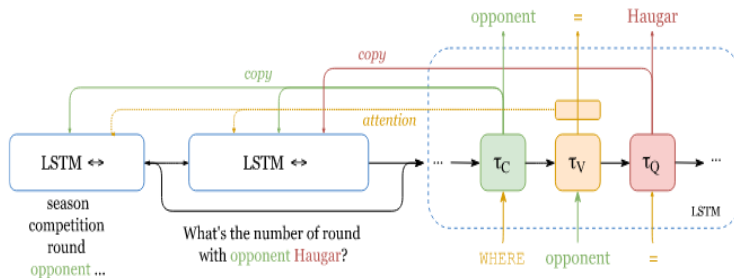 opponent = Haugar
copy
copy
attention
LSTM ↔ LSTM ↔ ... τC τV τQ ...
LSTM
season
competition
round
opponent ...
What's the number of round
with opponent Haugar?
WHERE opponent =